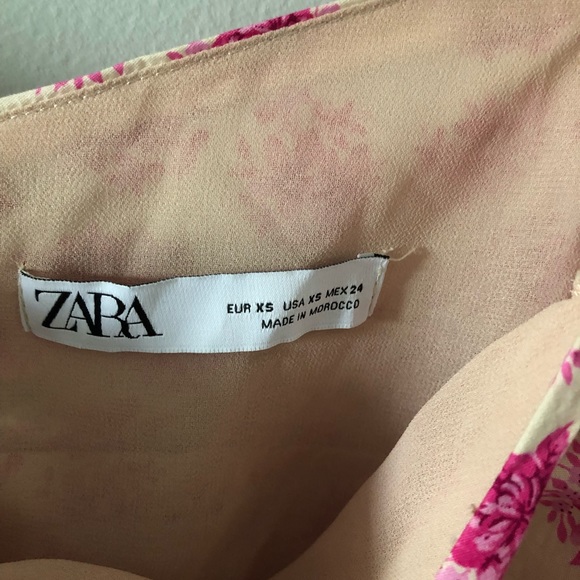 ZARA
EUR XS USA XS MEX 24
MADE IN MOROCCO